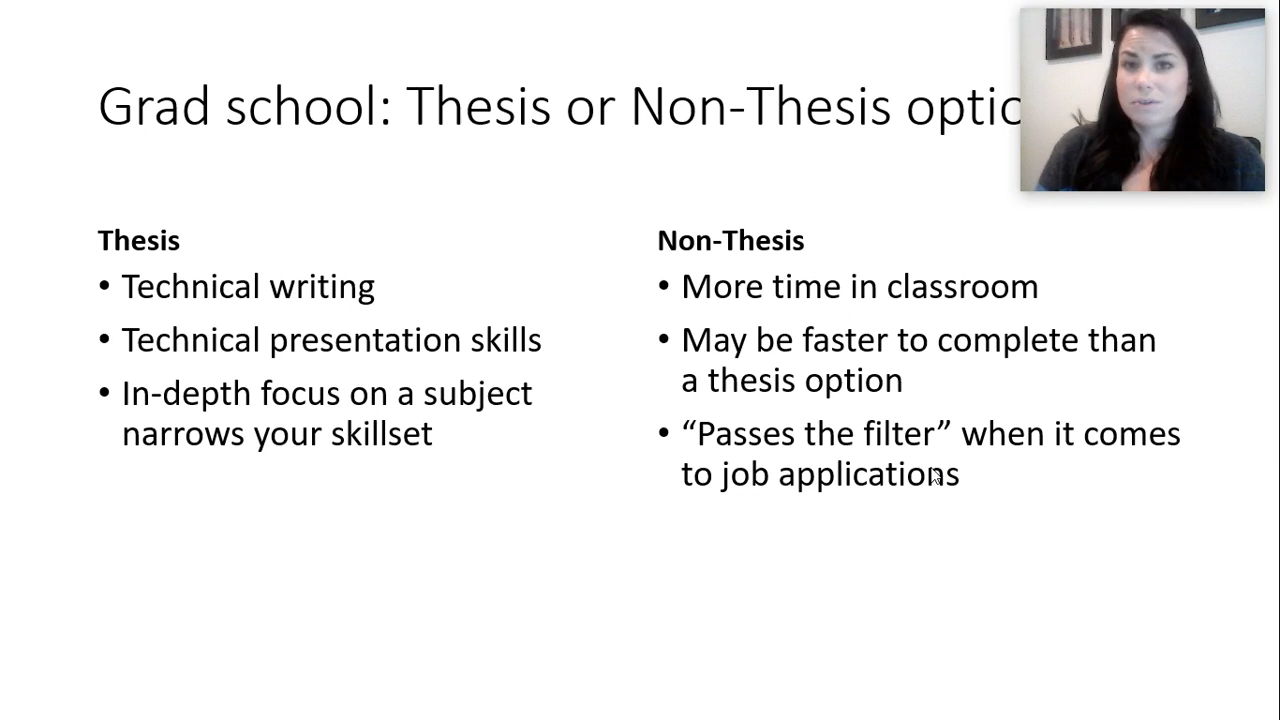 Grad school: Thesis or Non-Thesis optio
Thesis
• Technical writing
• Technical presentation skills
• In-depth focus on a subject
narrows your skillset
Non-Thesis
• More time in classroom
• May be faster to complete than
a thesis option
• “Passes the filter” when it comes
to job applications